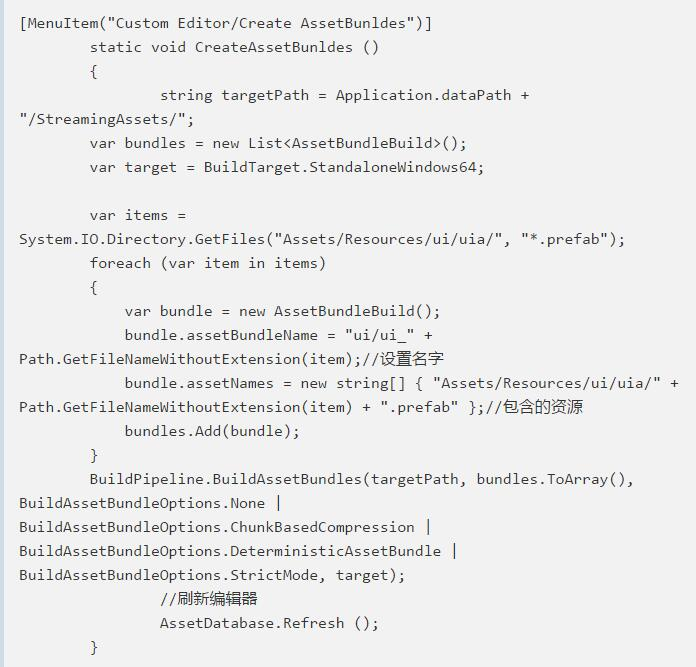 [MenuItem("Custom Editor/Create AssetBunldes")]
static void CreateAssetBunldes ()
{
string targetPath = Application.dataPath +
"/StreamingAssets/";
var bundles = new List<AssetBundleBuild>();
var target = BuildTarget.StandaloneWindows64;
var items =
System.IO.Directory.GetFiles("Assets/Resources/ui/uia/", "*.prefab");
foreach (var item in items)
{
var bundle = new AssetBundleBuild();
bundle.assetBundleName = "ui/ui_" +
Path.GetFileNameWithoutExtension(item);//设置名字
bundle.assetNames = new string[] { "Assets/Resources/ui/uia/" +
Path.GetFileNameWithoutExtension(item) + ".prefab" };//包含的资源
bundles.Add(bundle);
}
BuildPipeline.BuildAssetBundles(targetPath, bundles.ToArray(),
BuildAssetBundleOptions.None |
BuildAssetBundleOptions.ChunkBasedCompression |
BuildAssetBundleOptions.DeterministicAssetBundle |
BuildAssetBundleOptions.StrictMode, target);
//刷新编辑器
AssetDatabase.Refresh ();
}